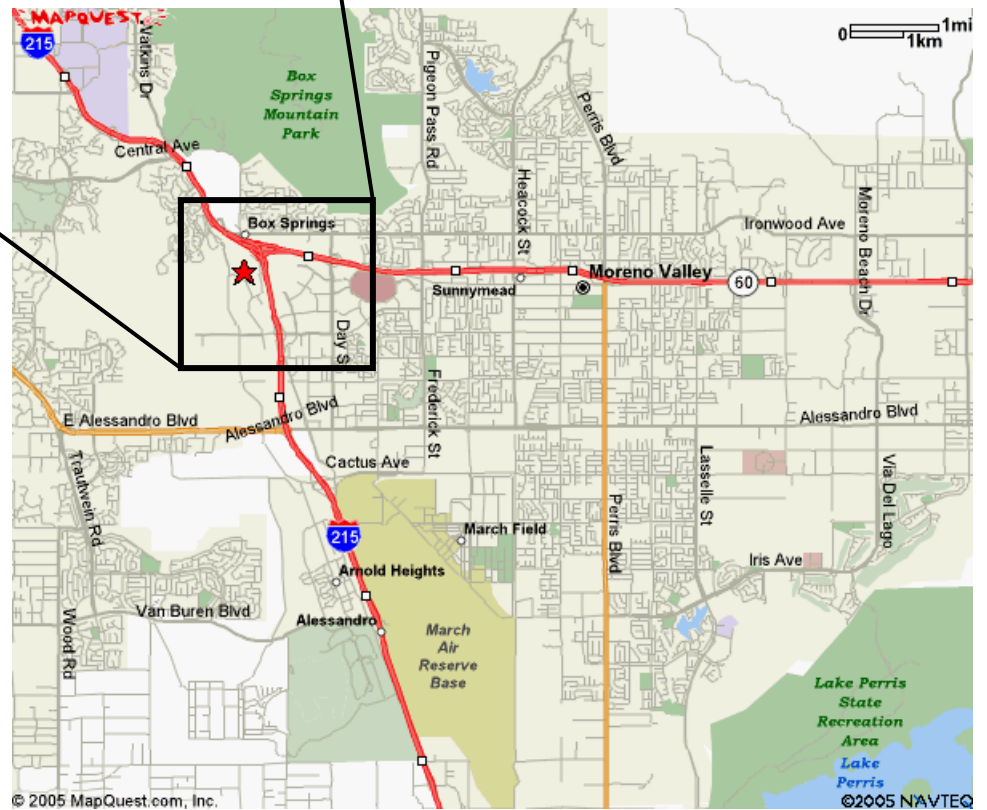 MAPQUEST
215
Watkins Dr
Box
Springs
Mountain
Park
Pigeon Pass Rd
Perris Blvd
0 1mi
1km
Central Ave
Heacock St
Moreno Beach Dr
Ironwood Ave
Box Springs
Sunnymead
Moreno Valley
60
Day S
Frederick St
E Alessandro Blvd
Alessandro Blvd
Alessandro Blvd
Trautwein Rd
Cactus Ave
Lasselle St
Via Del Lago
215
March Field
Perris Blvd
Iris Ave
Arnold Heights
Van Buren Blvd
Alessandro
Wood Rd
March
Air
Reserve
Base
Lake Perris
State
Recreation
Area
Lake
Perris
© 2005 MapQuest.com, Inc.
©2005 NAVTEQ